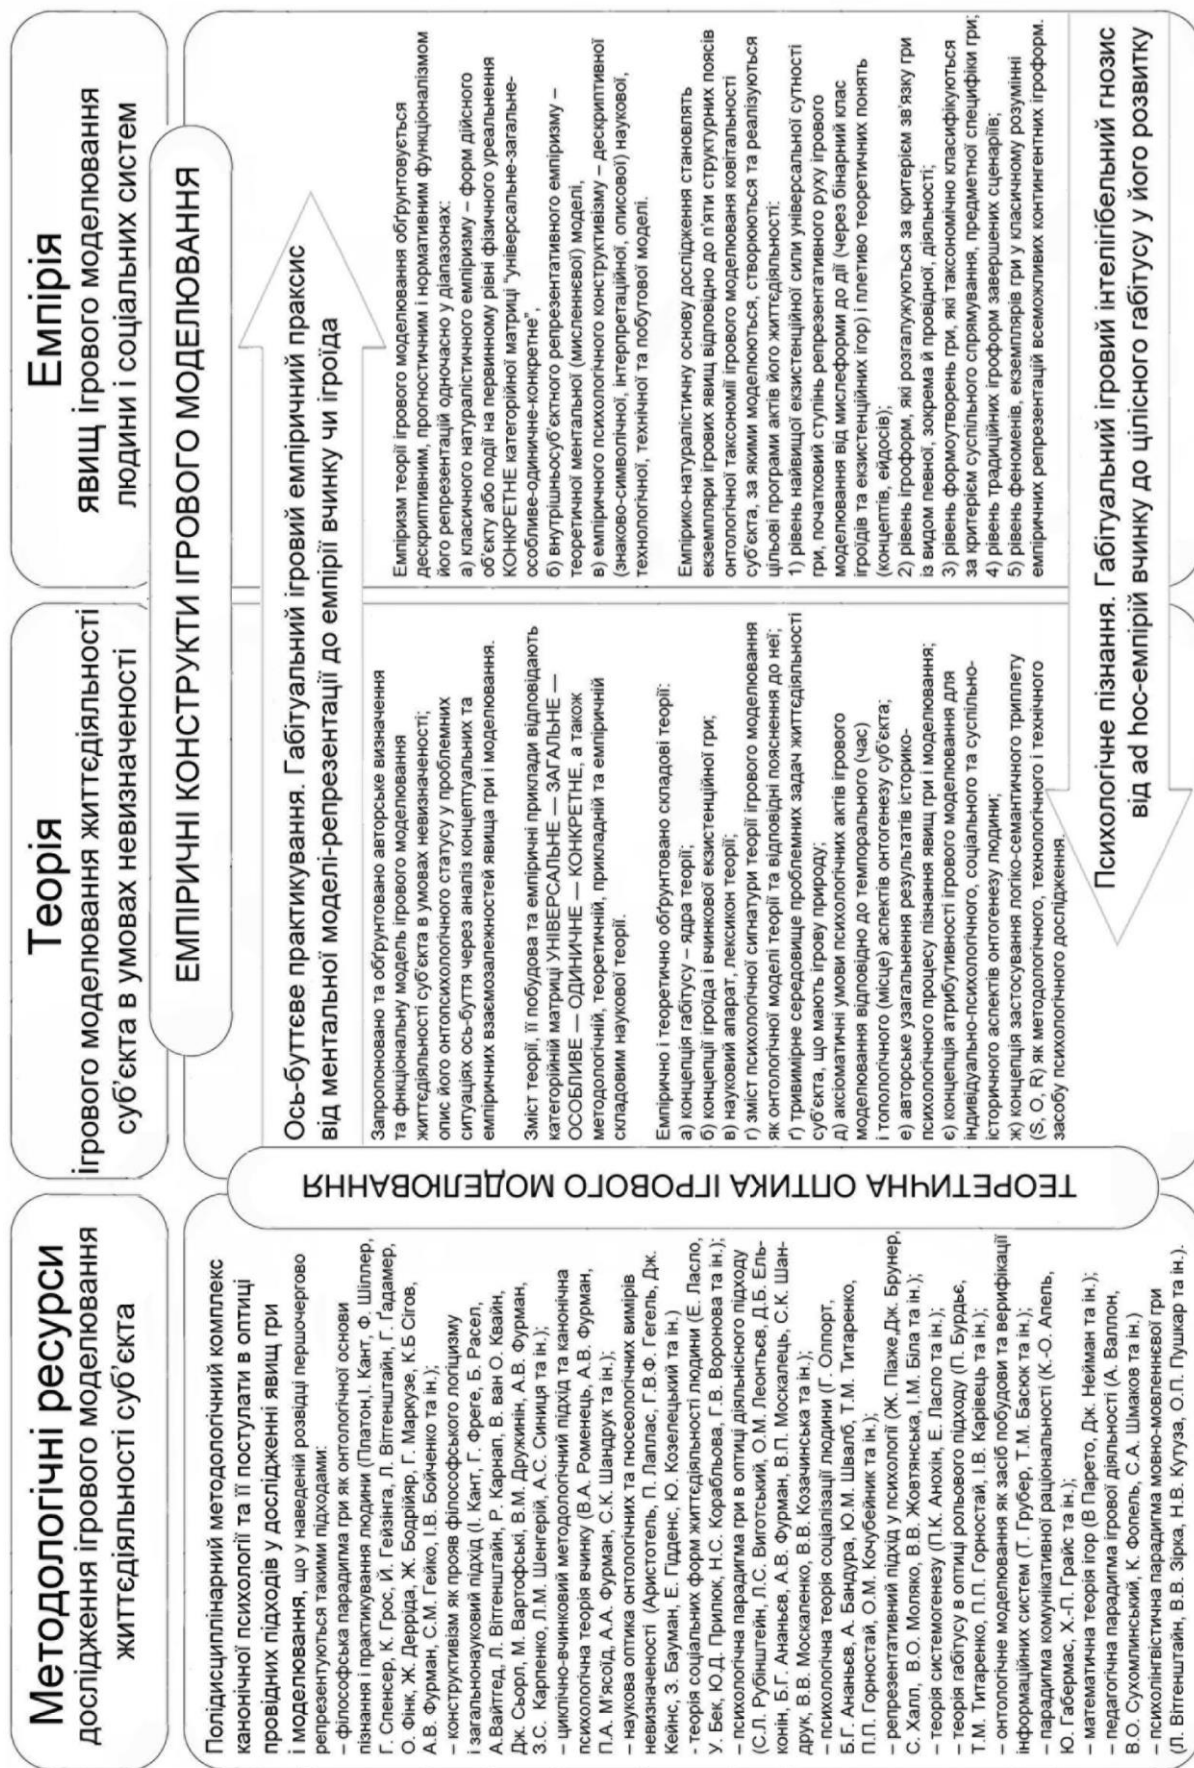 Методологічні ресурси
дослідження ігрового моделювання
життєдіяльності суб'єкта
Полідисциплінарний методологічний комплекс
канонічної психології та її постулати в оптиці
провідних підходів у дослідженні явищ гри
і моделювання, що у наведеній розвідці першочергово
репрезентуються такими підходами:
– філософська парадигма гри як онтологічної основи
пізнання і практикування людини (Платон,І. Кант, Ф. Шіллер,
Г. Спенсер, К. Грос, Й. Гейзінга, Л. Віттенштайн, Г. Ґадамер,
О. Фінк, Ж. Дерріда, Ж. Бодрійяр, Г. Маркузе, К.Б Сігов,
А.В. Фурман, С.М. Гейко, І.В. Бойченко та ін.);
- конструктивізм як прояв філософського логіцизму
і загальнонауковий підхід (І. Кант, Г. Фреге, Б. Расел,
А.Вайтгед, Л. Віттенштайн, Р. Карнап, В. ван О. Квайн,
Дж. Сьорл, М. Вартофські, В.М. Дружинін, А.В. Фурман,
З.С. Карпенко, Л.М. Шенгерій, А.С. Синиця та ін.);
– циклічно-вчинковий методологічний підхід та канонічна
психологічна теорія вчинку (В.А. Роменець, А.В. Фурман,
П.А. М'ясоїд, А.А. Фурман, С.К. Шандрук та ін.);
– наукова оптика онтологічних та гносеологічних вимірів
невизначеності (Аристотель, П. Лаплас, Г.В.Ф. Гегель, Дж.
Кейнс, З. Бауман, Е. Гідденс, Ю. Козелецький та ін.)
- теорія соціальних форм життєдіяльності людини (Е. Ласло,
У. Бек, Ю.Д. Прилюк, Н.С. Корабльова, Г.В. Воронова та ін.);
– психологічна парадигма гри в оптиці діяльнісного підходу
(С.Л. Рубінштейн, Л.С. Виготський, О.М. Леонтьєв, Д.Б. Ель-
конін, Б.Г. Ананьєв, А.В. Фурман, В.П. Москалець, С.К. Шан-
друк, В.В. Москаленко, В.В. Козачинська та ін.);
- психологічна теорія соціалізації людини (Г. Олпорт,
Б.Г. Ананьєв, А. Бандура, Ю.М. Швалб, Т.М. Титаренко,
П.П. Горностай, О.М. Кочубейник та ін.);
- репрезентативний підхід у психології (Ж. Піаже,Дж. Брунер,
С. Халл, В.О. Моляко, В.В. Жовтянська, І.М. Біла та ін.);
- теорія системогенезу (П.К. Анохін, Е. Ласло та ін.);
- теорія габітусу в оптиці рольового підходу (П. Бурдьє,
Т.М. Титаренко, П.П. Горностай, І.В. Карівець та ін.);
- онтологічне моделювання як засіб побудови та верифікації
інформаційних систем (Т. Грубер, Т.М. Басюк та ін.);
- парадигма комунікативної раціональності (К.-О. Апель,
Ю. Габермас, Х.-П. Грайс та ін.);
- математична теорія ігор (В Парето, Дж. Нейман та ін.);
– педагогічна парадигма ігрової діяльності (А. Валлон,
В.О. Сухомлинський, К. Фопель, С.А. Шмаков та ін.)
- психолінгвістична парадигма мовно-мовленнєвої гри
(Л. Віттенштайн, В.В. Зірка, Н.В. Кутуза, О.П. Пушкар та ін.).
Теорія
ігрового моделювання життєдіяльності
суб'єкта в умовах невизначеності
Емпірія
явищ ігрового моделювання
людини і соціальних систем
ЕМПІРИЧНІ КОНСТРУКТИ ІГРОВОГО МОДЕЛЮВАННЯ
ТЕОРЕТИЧНА ОПТИКА ІГРОВОГО МОДЕЛЮВАННЯ
Ось-буттєве практикування. Габітуальний ігровий емпіричний праксис
від ментальної моделі-репрезентації до емпірії вчинку чи ігроїда
Запропоновано та обґрунтовано авторське визначення
та фнкціональну модель ігрового моделювання
життєдіяльності суб'єкта в умовах невизначеності;
опис його онтопсихологічного статусу у проблемних
ситуаціях ось-буття через аналіз концептуальних та
емпіричних взаємозалежностей явища гри і моделювання.
Зміст теорії, її побудова та емпіричні приклади відповідають
категорійній матриці УНІВЕРСАЛЬНЕ — ЗАГАЛЬНЕ —
ОСОБЛИВЕ — ОДИНИЧНЕ — КОНКРЕТНЕ, а також
методологічній, теоретичній, прикладній та емпіричній
складовим наукової теорії.
Емпірично і теоретично обґрунтовано складові теорії:
а) концепція габітусу – ядра теорії;
б) концепції ігроїда і вчинкової екзистенційної гри;
в) науковий апарат, лексикон теорії;
г) зміст психологічної сигнатури теорії ігрового моделювання
як онтологічної моделі теорії та відповідні пояснення до неї;
ґ) тривимірне середовище проблемних задач життєдіяльності
суб'єкта, що мають ігрову природу;
д) аксіоматичні умови психологічних актів ігрового
моделювання відповідно до темпорального (час)
і топологічного (місце) аспектів онтогенезу суб'єкта;
е) авторське узагальнення результатів історико-
психологічного процесу пізнання явищ гри і моделювання;
є) концепція атрибутивності ігрового моделювання для
індивідуально-психологічного, соціального та суспільно-
історичного аспектів онтогенезу людини;
ж) концепція застосування логіко-семантичного триплету
(S, O, R) як методологічного, технологічного і технічного
засобу психологічного дослідження.
Емпіризм теорії ігрового моделювання обґрунтовується
дескриптивним, прогностичним і нормативним функціоналізмом
його репрезентацій одночасно у діапазонах:
а) класичного натуралістичного емпіризму – форм дійсного
об'єкту або події на первинному рівні фізичного уреальнення
КОНКРЕТНЕ категорійної матриці "універсальне-загальне-
особливе-одиничне-конкретне",
б) внутрішньосуб'єктного репрезентативного емпіризму –
теоретичної ментальної (мисленнєвої) моделі,
в) емпіричного психологічного конструктивізму – дескриптивної
(знаково-символічної, інтерпретаційної, описової) наукової,
технологічної, технічної та побутової моделі.
Емпірико-натуралістичну основу дослідження становлять
екземпляри ігрових явищ відповідно до п'яти структурних поясів
онтологічної таксономії ігрового моделюваня ковітальності
суб'єкта, за якими моделюються, створюються та реалізуються
цільові програми актів його життєдіяльності:
1) рівень найвищої екзистенційної сили універсальної сутності
гри, початковий ступінь репрезентативного руху ігрового
моделювання від мислеформи до дії (через бінарний клас
ігроїдів та екзистенційних ігор) і плетиво теоретичних понять
(концептів, ейдосів);
2) рівень ігроформ, які розгалужуються за критерієм зв'язку гри
із видом певної, зокрема й провідної, діяльності;
3) рівень формоутворень гри, які таксономічно класифікуються
за критерієм суспільного спрямування, предметної специфіки гри;
4) рівень традиційних ігроформ завершених сценаріїв;
5) рівень феноменів, екземплярів гри у класичному розумінні
емпіричних репрезентацій всеможливих контингентних ігроформ.
Психологічне пізнання. Габітуальний ігровий інтелігібельний гнозис
від ad hoc-емпірій вчинку до цілісного габітусу у його розвитку